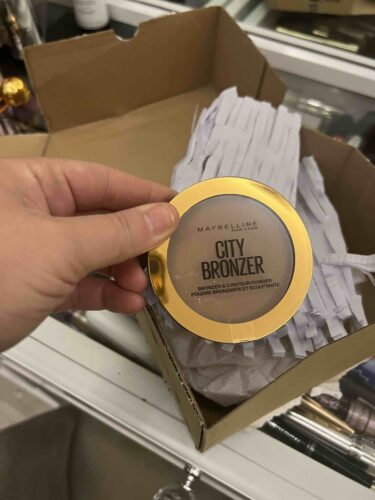 MAYBELLINE
NEW YORK
CITY
BRONZER
BRONZER & CONTOUR POWDER
POUDRE BRONZANTE ET SCULPTANTE